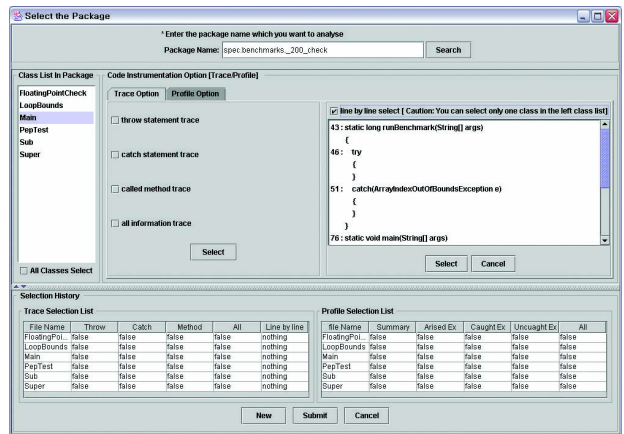 Select the Package
* Enter the package name which you want to analyse
Package Name: spec.benchmarks._200_check Search
Class List In Package
FloatingPointCheck
LoopBounds
Main
PepTest
Sub
Super
All Classes Select
Code Instrumentation Option [Trace/Profile]
Trace Option Profile Option
throw statement trace
catch statement trace
called method trace
all information trace
Select
line by line select [ Caution: You can select only one class in the left class list]
43 : static long runBenchmark(String[] args)
{
46 : try
{
}
51 : catch(ArrayIndexOutOfBoundsException e)
{
}
}
76 : static void main(String[] args)
Select Cancel
Selection History
Trace Selection List
File Name Throw Catch Method All Line by line
FloatingPoi... false false false false nothing
LoopBounds false false false false nothing
Main false false false false nothing
PepTest false false false false nothing
Sub false false false false nothing
Super false false false false nothing
Profile Selection List
file Name Summary Arised Ex Caught Ex Uncuaght Ex All
FloatingPoi... false false false false false
LoopBounds false false false false false
Main false false false false false
PepTest false false false false false
Sub false false false false false
Super false false false false false
New Submit Cancel